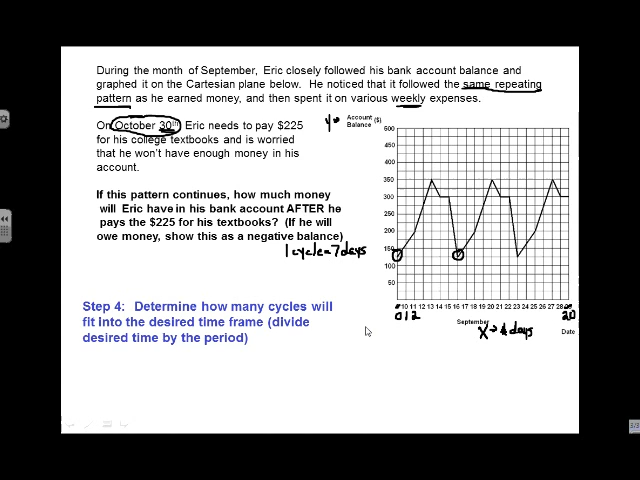 During the month of September, Eric closely followed his bank account balance and
graphed it on the Cartesian plane below. He noticed that it followed the same repeating
pattern as he earned money, and then spent it on various weekly expenses.
On October 30th Eric needs to pay $225
for his college textbooks and is worried
that he won't have enough money in his
account.
If this pattern continues, how much money
will Eric have in his bank account AFTER he
pays the $225 for his textbooks? (If he will
owe money, show this as a negative balance)
1 cycle = 7 days
Step 4: Determine how many cycles will
fit into the desired time frame (divide
desired time by the period)
Account
Balance ($)
600
450
400
350
300
250
200
150
100
50
10 11 12 13 14 15 16 17 18 19 20 21 22 23 24 25 26 27 28
0 1 2
20
September
x → # days
Date
3/3